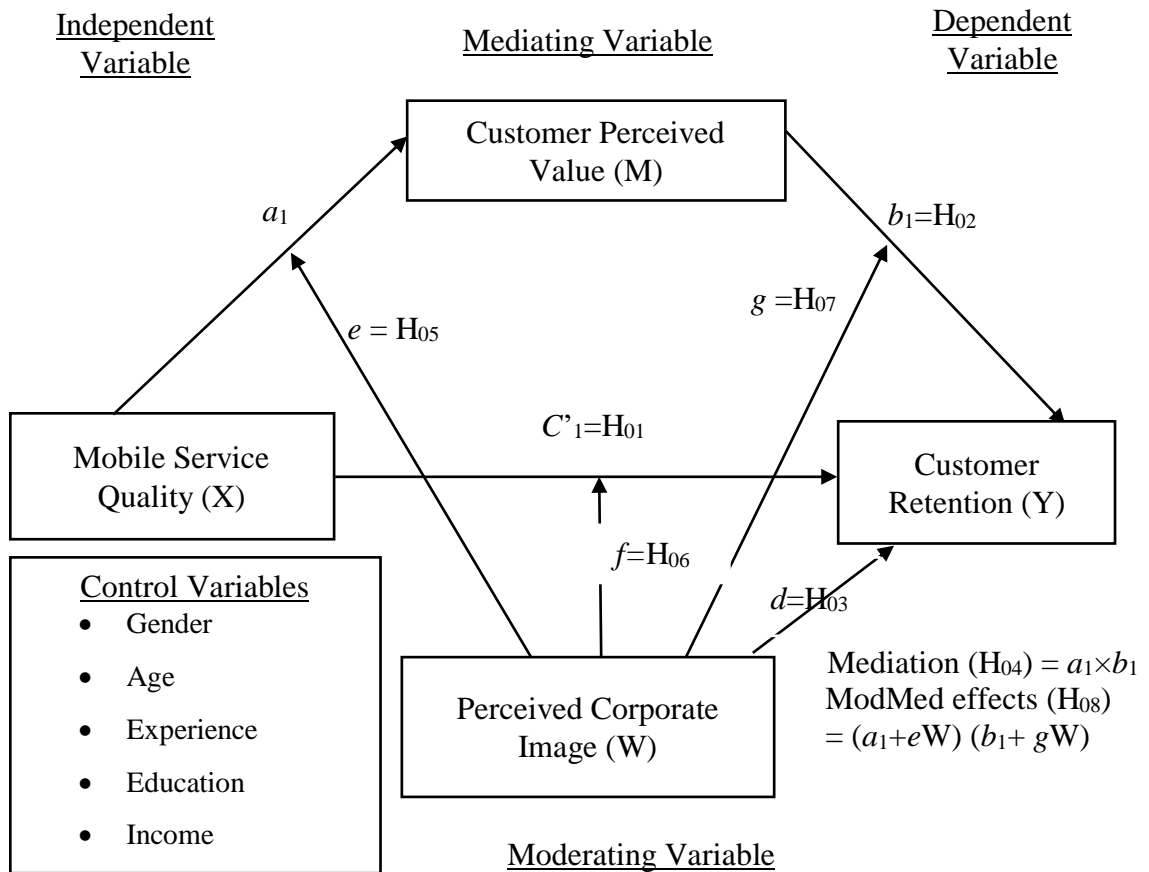 Independent
Variable
Mediating Variable
Dependent
Variable
Customer Perceived
Value (M)
a₁
b₁=H₀₂
e = H₀₅
g =H₀₇
Mobile Service
Quality (X)
C’₁=H₀₁
Customer
Retention (Y)
f=H₀₆
d=H₀₃
Control Variables
• Gender
• Age
• Experience
• Education
• Income
Perceived Corporate
Image (W)
Mediation (H₀₄) = a₁×b₁
ModMed effects (H₀₈)
= (a₁+eW) (b₁+ gW)
Moderating Variable